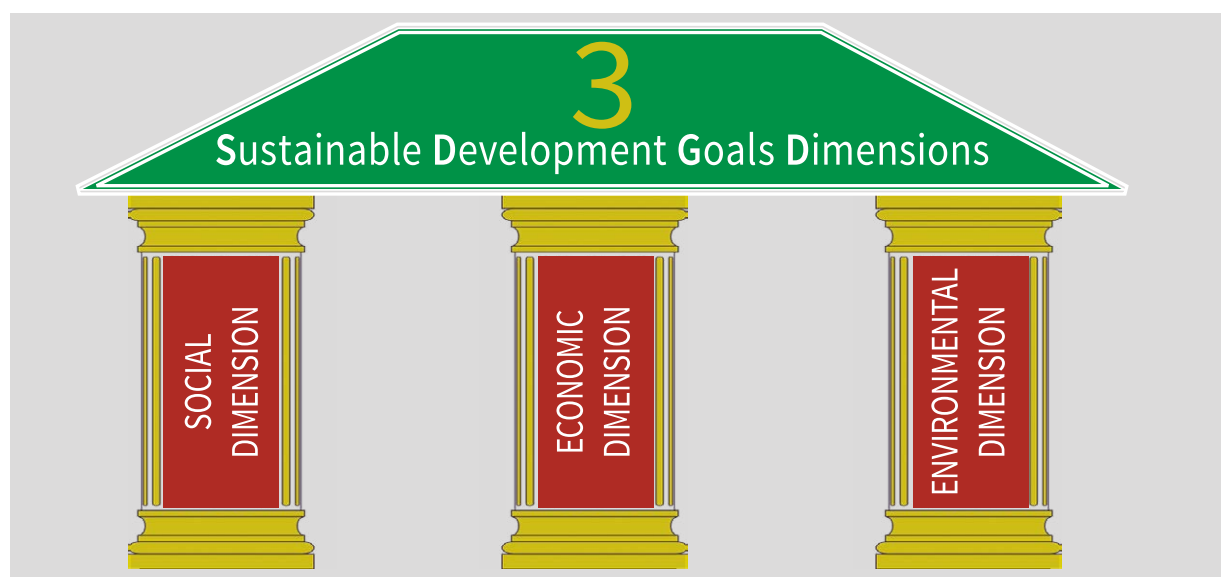 3
Sustainable Development Goals Dimensions
SOCIAL
DIMENSION
ECONOMIC
DIMENSION
ENVIRONMENTAL
DIMENSION